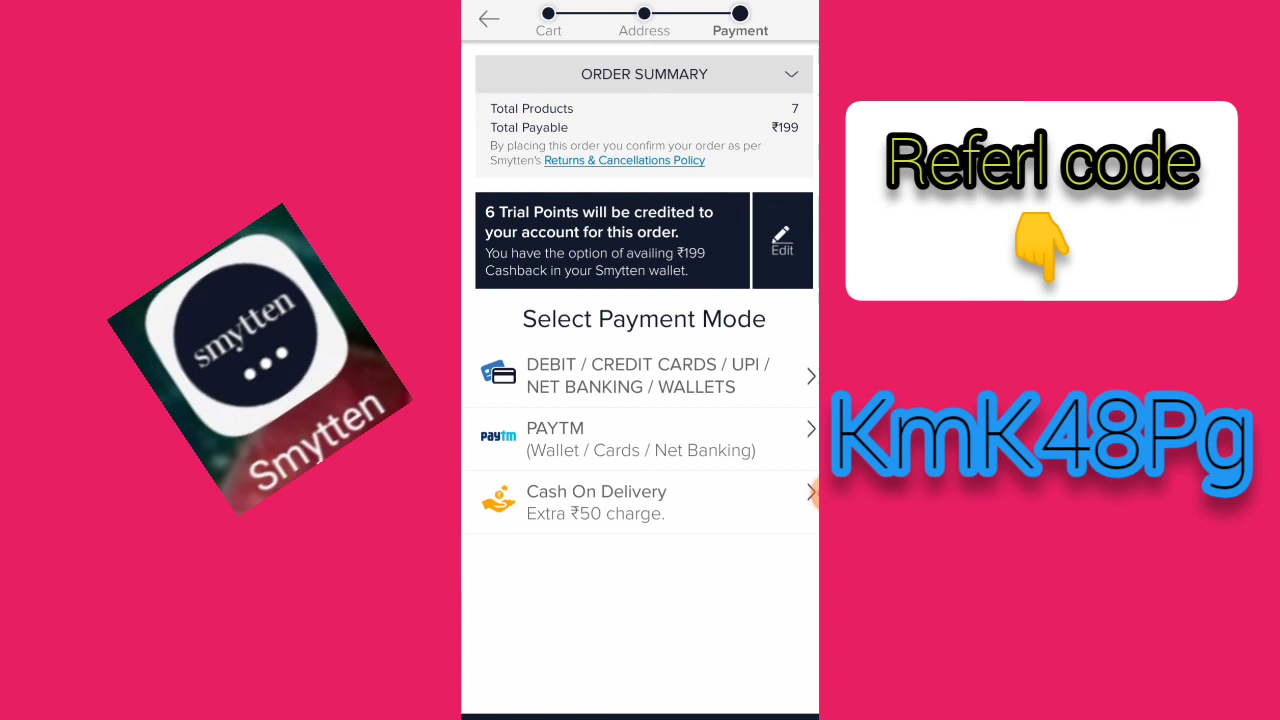 smytten
Smytten
Cart
Address
Payment
ORDER SUMMARY
Total Products 7
Total Payable ₹199
By placing this order you confirm your order as per
Smytten's Returns & Cancellations Policy
6 Trial Points will be credited to
your account for this order.
You have the option of availing ₹199
Cashback in your Smytten wallet.
Edit
Select Payment Mode
DEBIT / CREDIT CARDS / UPI /
NET BANKING / WALLETS
paytm
PAYTM
(Wallet / Cards / Net Banking)
Cash On Delivery
Extra ₹50 charge.
Referl code
KmK48Pg